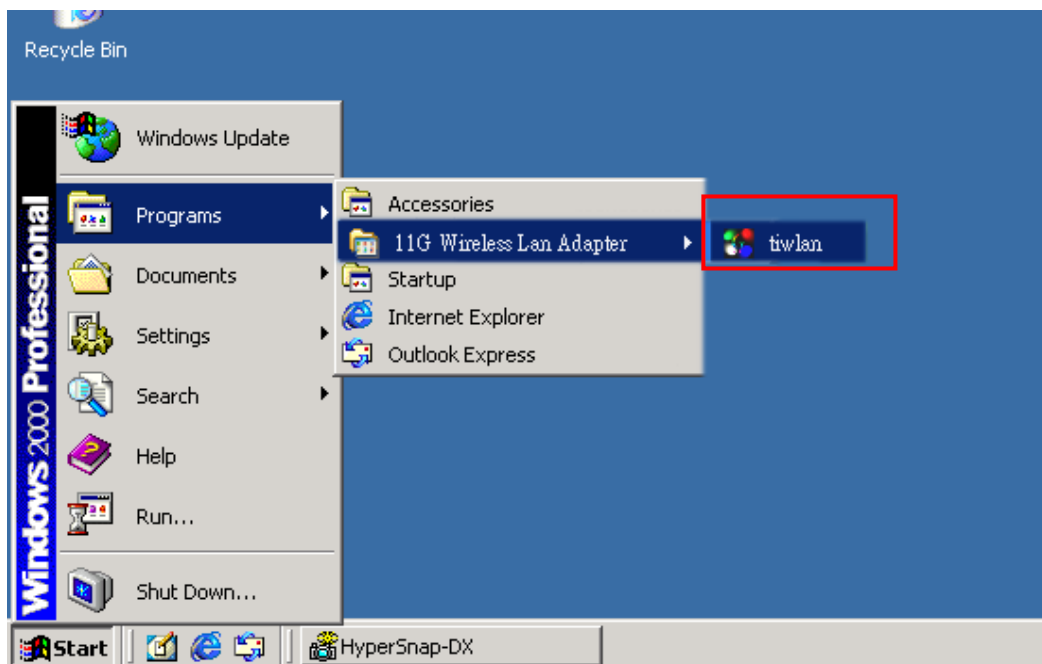 Recycle Bin
Windows 2000 Professional
Windows Update
Programs
Documents
Settings
Search
Help
Run...
Shut Down...
Accessories
11G Wireless Lan Adapter
Startup
Internet Explorer
Outlook Express
tiwlan
Start
HyperSnap-DX